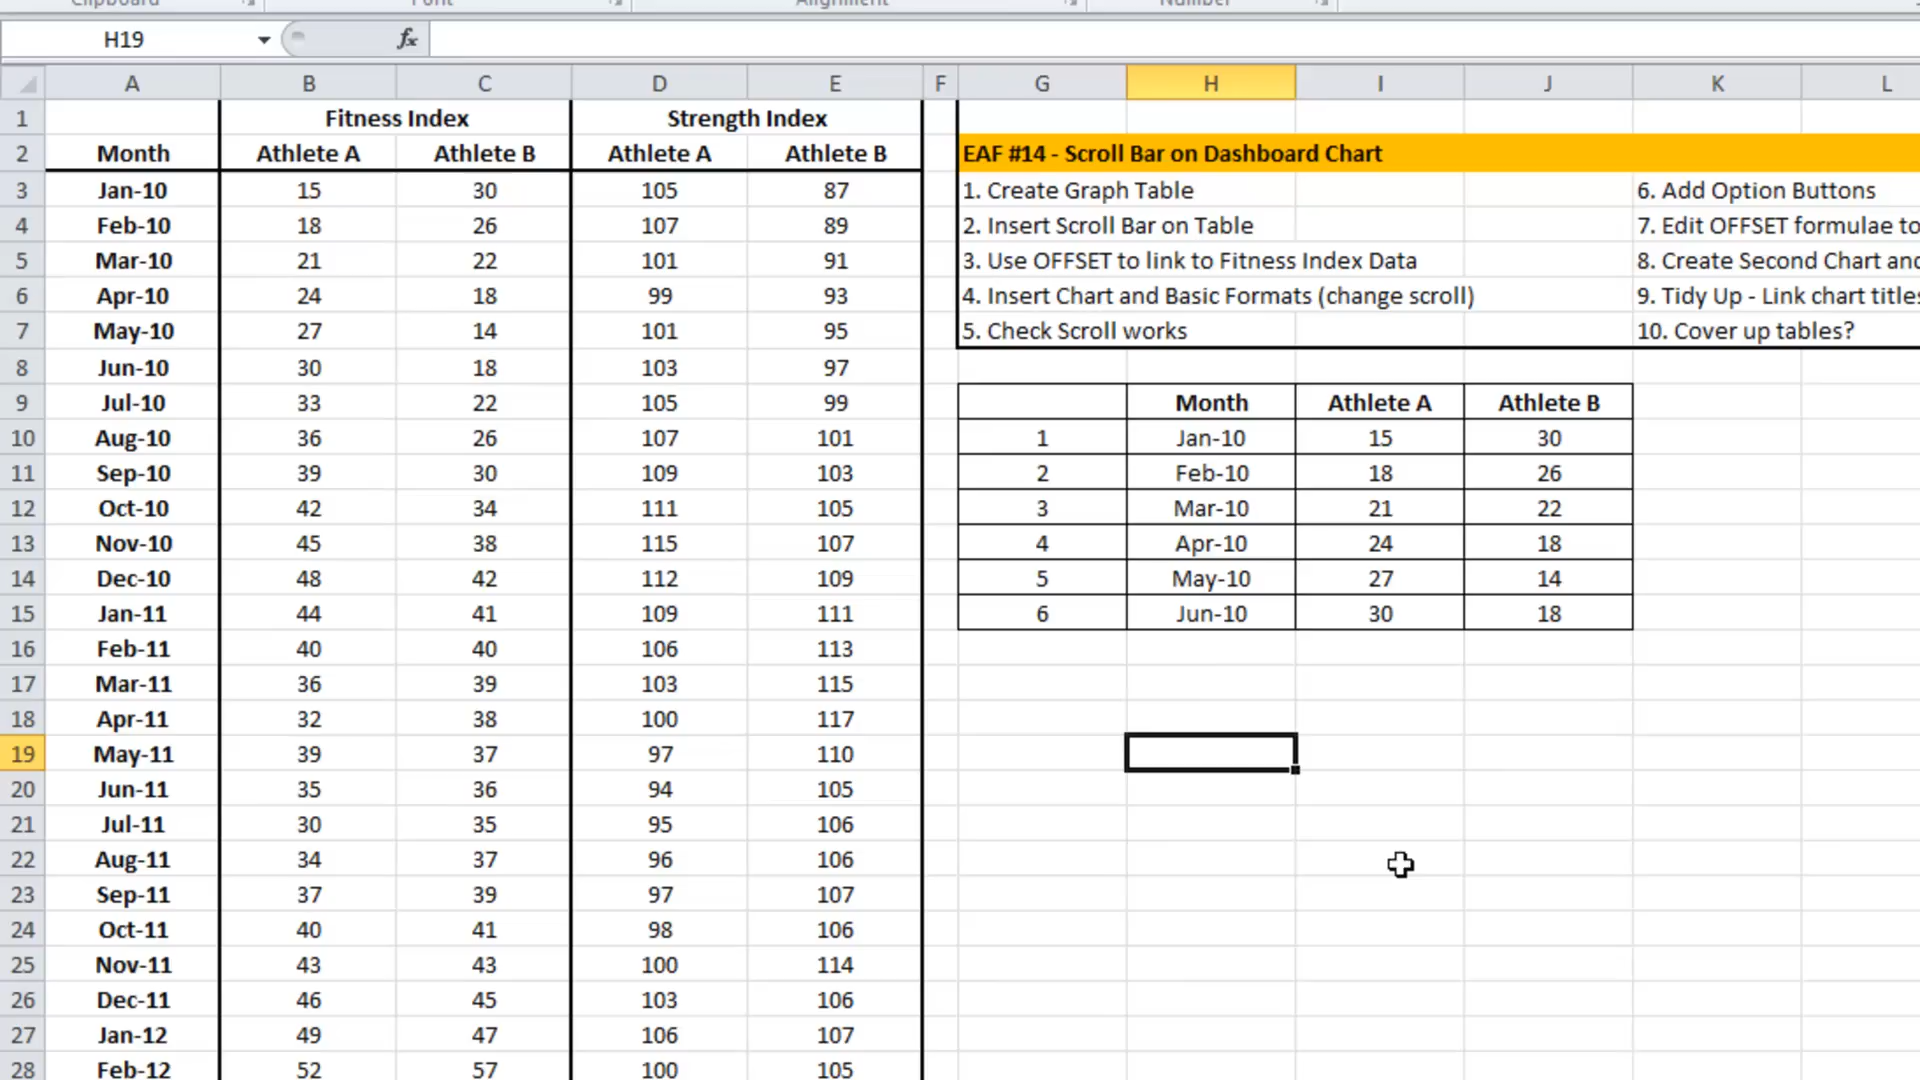 Clipboard Font Alignment Number
H19 fx
A B C D E F G H I J K L
1 Fitness Index Strength Index
2 Month Athlete A Athlete B Athlete A Athlete B EAF #14 - Scroll Bar on Dashboard Chart
3 Jan-10 15 30 105 87 1. Create Graph Table 6. Add Option Buttons
4 Feb-10 18 26 107 89 2. Insert Scroll Bar on Table 7. Edit OFFSET formulae to
5 Mar-10 21 22 101 91 3. Use OFFSET to link to Fitness Index Data 8. Create Second Chart and
6 Apr-10 24 18 99 93 4. Insert Chart and Basic Formats (change scroll) 9. Tidy Up - Link chart titles
7 May-10 27 14 101 95 5. Check Scroll works 10. Cover up tables?
8 Jun-10 30 18 103 97
9 Jul-10 33 22 105 99 Month Athlete A Athlete B
10 Aug-10 36 26 107 101 1 Jan-10 15 30
11 Sep-10 39 30 109 103 2 Feb-10 18 26
12 Oct-10 42 34 111 105 3 Mar-10 21 22
13 Nov-10 45 38 115 107 4 Apr-10 24 18
14 Dec-10 48 42 112 109 5 May-10 27 14
15 Jan-11 44 41 109 111 6 Jun-10 30 18
16 Feb-11 40 40 106 113
17 Mar-11 36 39 103 115
18 Apr-11 32 38 100 117
19 May-11 39 37 97 110
20 Jun-11 35 36 94 105
21 Jul-11 30 35 95 106
22 Aug-11 34 37 96 106
23 Sep-11 37 39 97 107
24 Oct-11 40 41 98 106
25 Nov-11 43 43 100 114
26 Dec-11 46 45 103 106
27 Jan-12 49 47 106 107
28 Feb-12 52 57 100 105